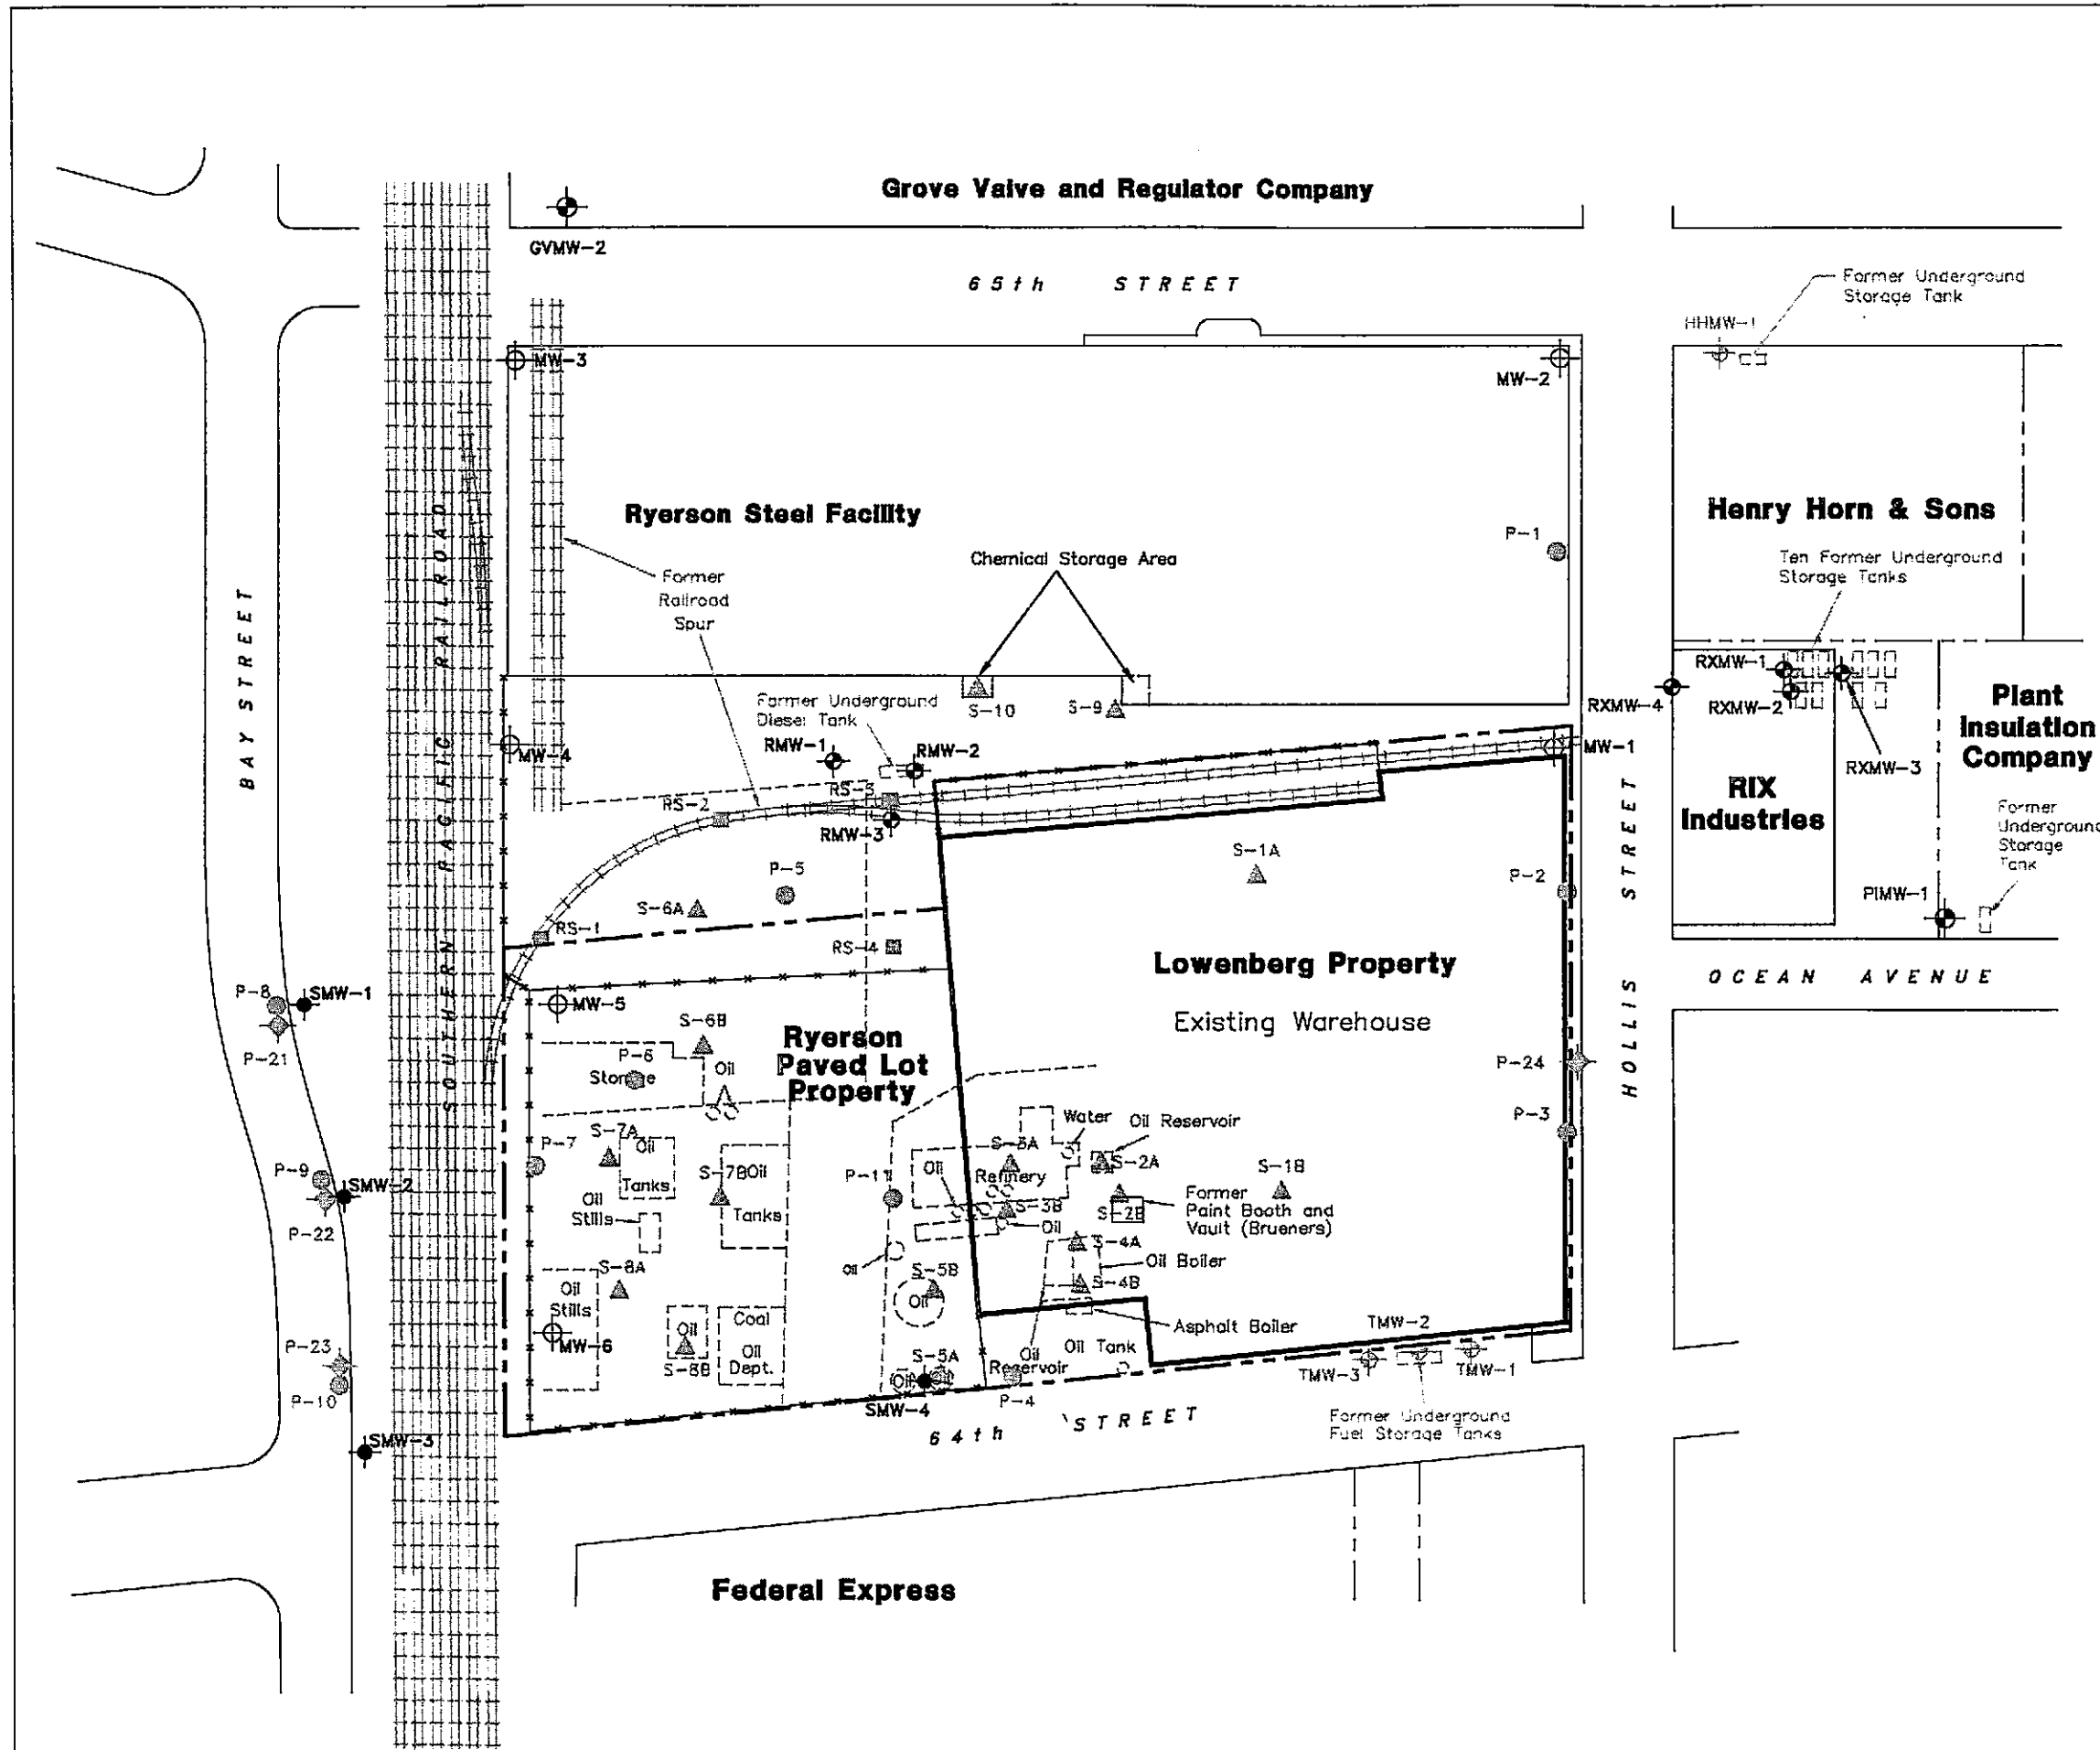 Grove Valve and Regulator Company
GVMW-2
65th STREET
Former Underground
Storage Tank
HHMW-1
MW-3
MW-2
Ryerson Steel Facility
Henry Horn & Sons
P-1
Chemical Storage Area
Ten Former Underground
Storage Tanks
Former
Railroad
Spur
BAY STREET
SOUTHERN PACIFIC RAILROAD
S-10
S-9
Former Underground
Diesel Tank
RMW-1
RMW-2
MW-4
MW-1
RXMW-1
RXMW-4
RXMW-2
RXMW-3
Plant
Insulation
Company
RIX
Industries
Former
Underground
Storage
Tank
RS-2
RMW-3
S-1A
P-5
P-2
S-6A
PIMW-1
RS-1
RS-4
Lowenberg Property
Existing Warehouse
HOLLIS STREET
OCEAN AVENUE
P-8
SMW-1
P-21
MW-5
S-6B
Ryerson
Paved Lot
Property
P-6
Storage
Oil
P-24
P-3
Water
Oil Reservoir
S-7A
P-7
Oil
Tanks
S-7B
Oil
Tanks
P-11
Oil
S-3A
Refinery
S-2A
S-1B
P-9
SMW-2
P-22
Oil
Stills
S-3B
Oil
S-2B
Former
Paint Booth and
Vault (Brueners)
S-4A
Oil
Oil Boiler
S-8A
S-5B
Oil
S-4B
Oil
Stills
Asphalt Boiler
MW-6
Oil
S-8B
Coal
Oil
Dept.
TMW-2
P-23
P-10
S-5A
Oil
Oil
Reservoir
Oil Tank
TMW-3
TMW-1
SMW-4
P-4
64th STREET
Former Underground
Fuel Storage Tanks
SMW-3
Federal Express